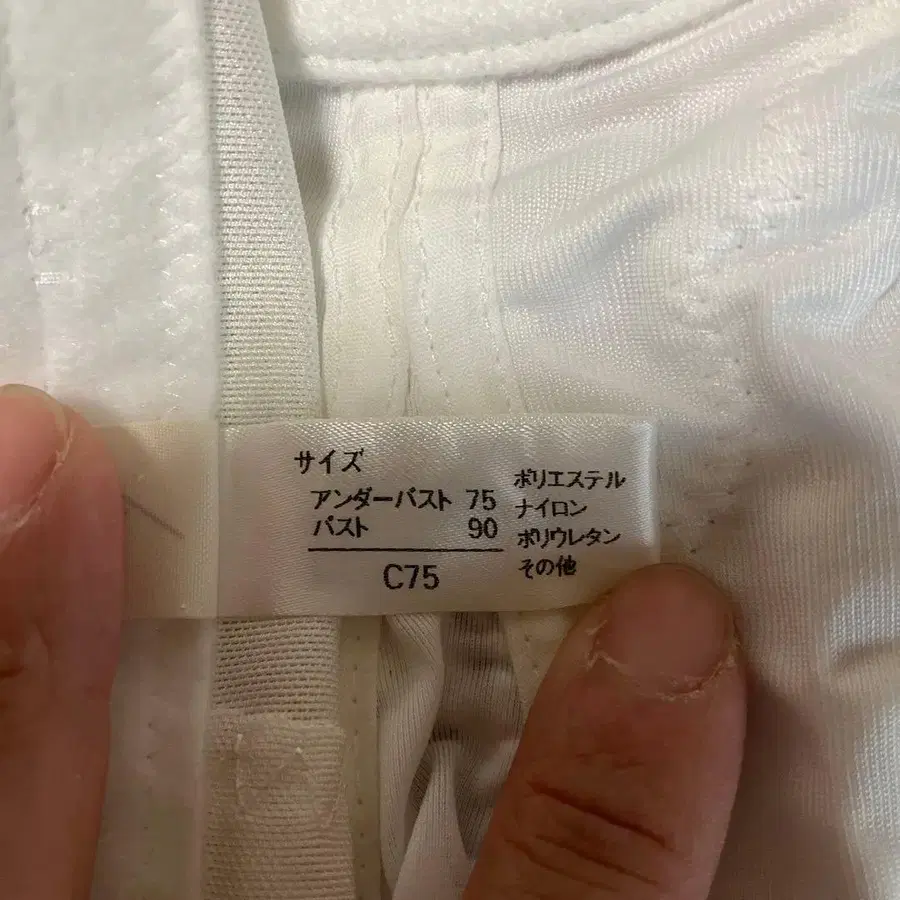 サイズ
アンダーバスト 75
バスト 90
C75
ポリエステル
ナイロン
ポリウレタン
その他